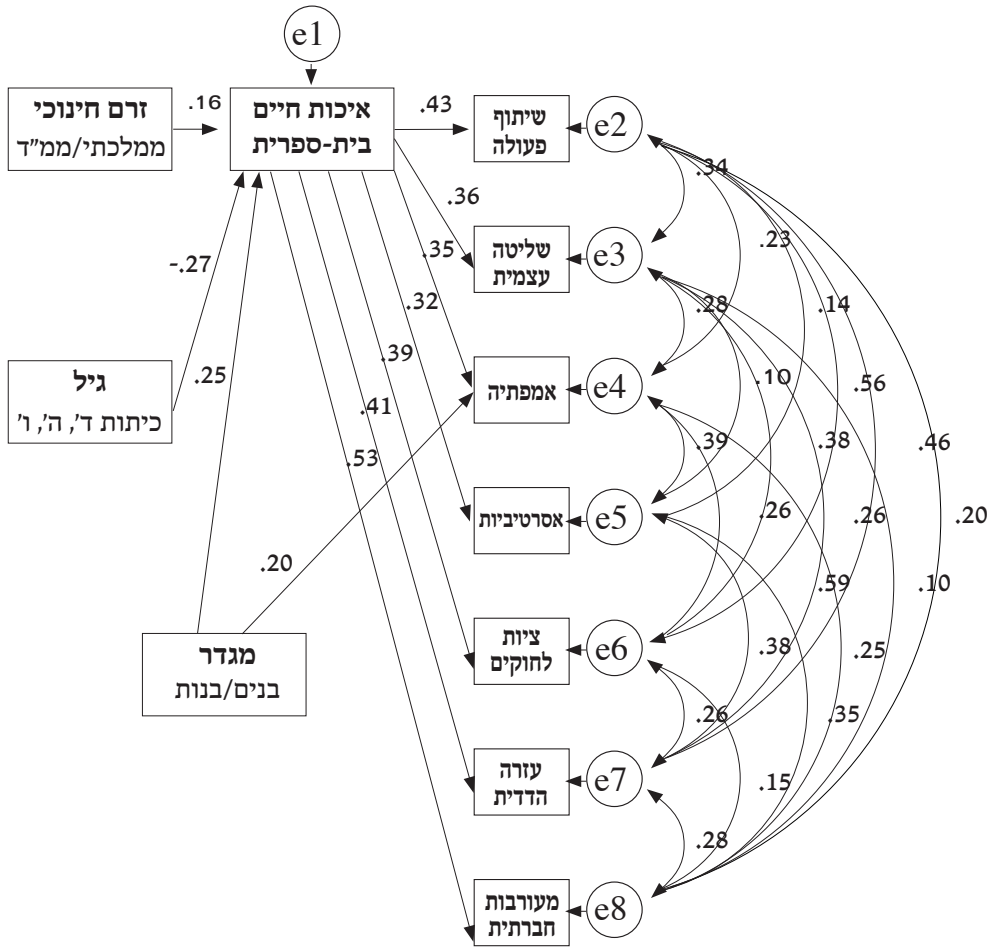 e1
זרם חינוכי
ממלכתי/ממ״ד
.16
איכות חיים
בית-ספרית
.43
שיתוף
פעולה
e2
.34
.36
שליטה
עצמית
e3
.23
-.27
.35
.28
.14
.32
גיל
כיתות ד', ה', ו'
.25
.39
אמפתיה
e4
.10
.56
.41
.39
.38
.46
.53
אסרטיביות
e5
.26
.26
.20
.20
.59
.10
מגדר
בנים/בנות
ציות
לחוקים
e6
.38
.25
.26
.35
עזרה
הדדית
e7
.15
.28
מעורבות
חברתית
e8